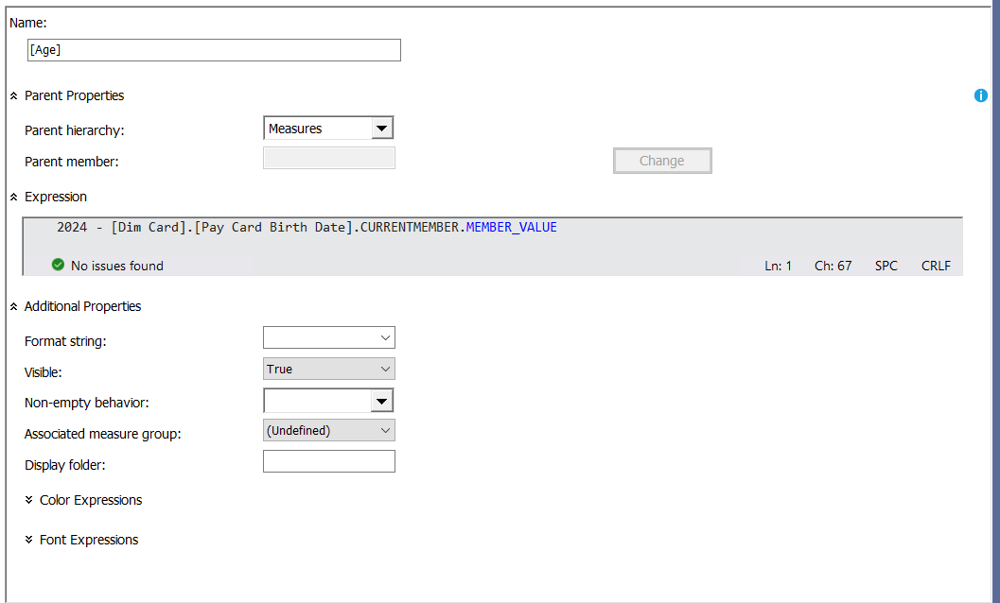 Name:
[Age]
Parent Properties
Parent hierarchy: Measures
Parent member:
Change
Expression
2024 - [Dim Card].[Pay Card Birth Date].CURRENTMEMBER.MEMBER_VALUE
No issues found Ln: 1 Ch: 67 SPC CRLF
Additional Properties
Format string:
Visible: True
Non-empty behavior:
Associated measure group: (Undefined)
Display folder:
Color Expressions
Font Expressions